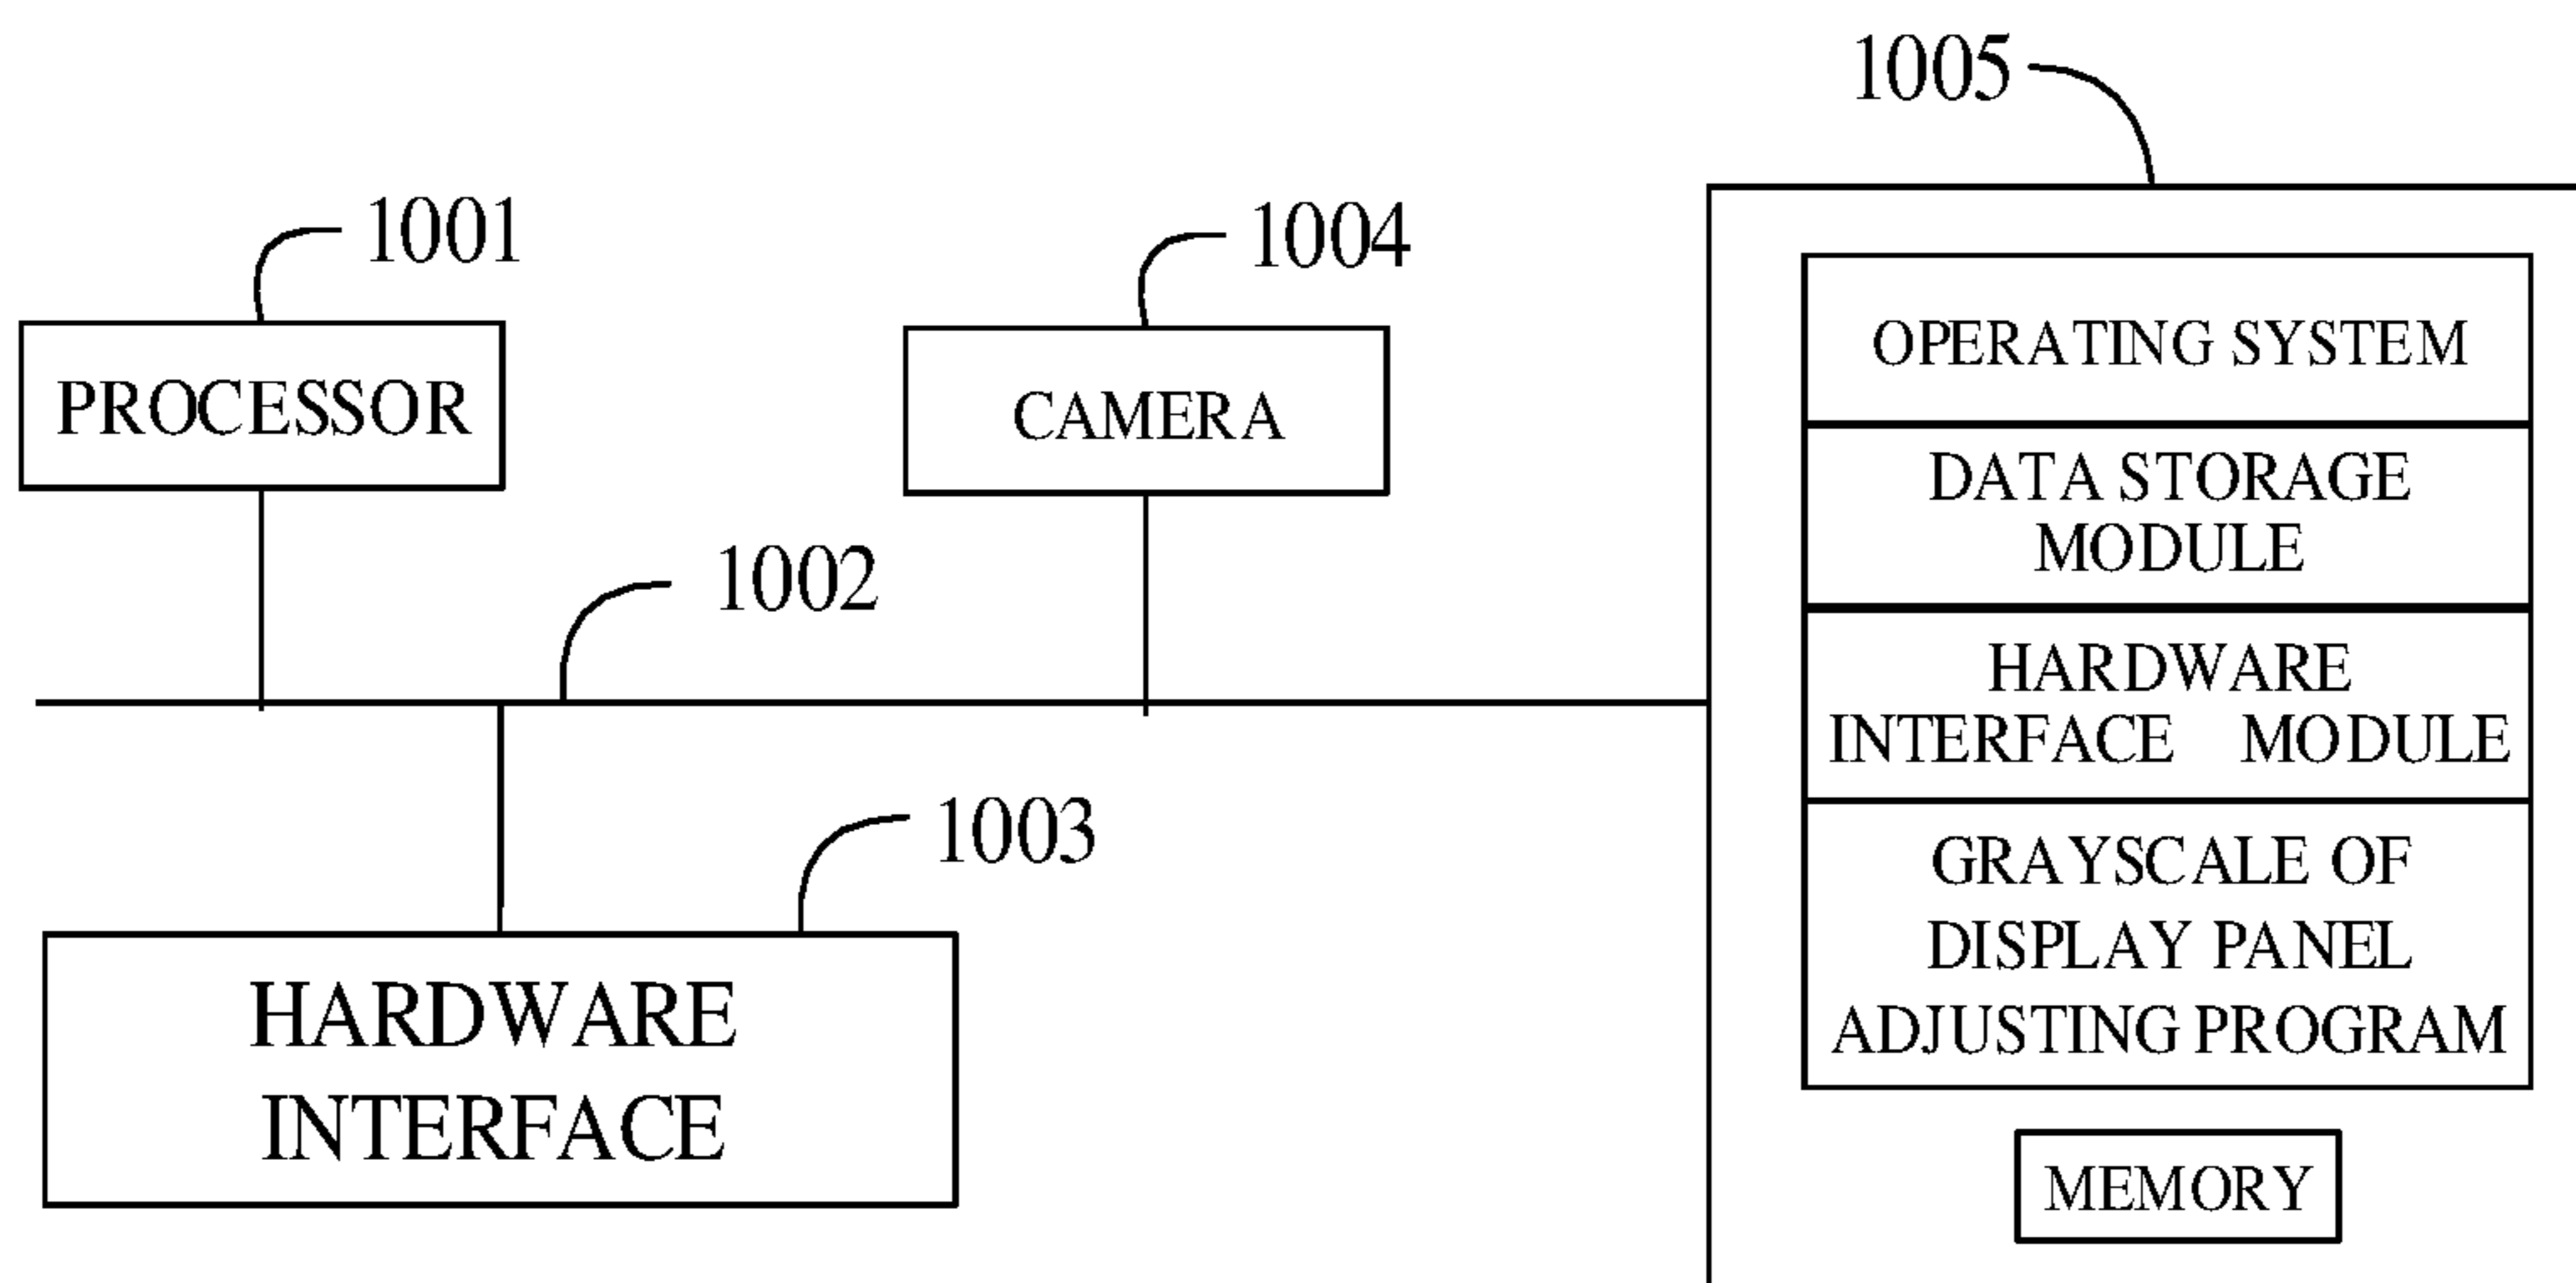 1005
1001
1004
PROCESSOR
CAMERA
1002
1003
HARDWARE
INTERFACE
OPERATING SYSTEM
DATA STORAGE
MODULE
HARDWARE
INTERFACE MODULE
GRAYSCALE OF
DISPLAY PANEL
ADJUSTING PROGRAM
MEMORY